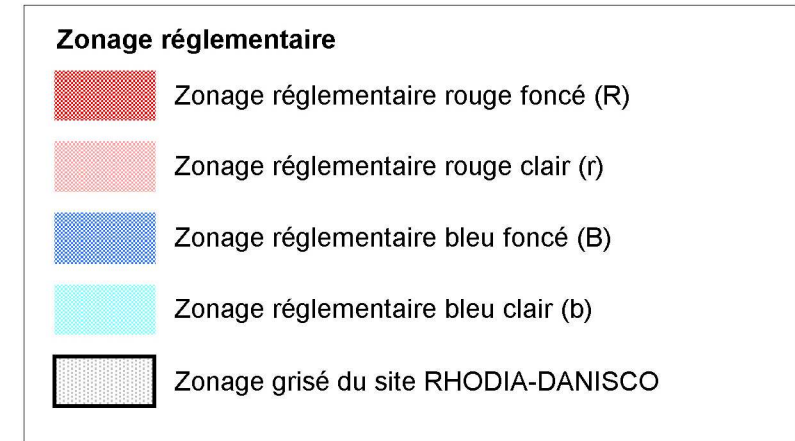 Zonage réglementaire
Zonage réglementaire rouge foncé (R)
Zonage réglementaire rouge clair (r)
Zonage réglementaire bleu foncé (B)
Zonage réglementaire bleu clair (b)
Zonage grisé du site RHODIA-DANISCO